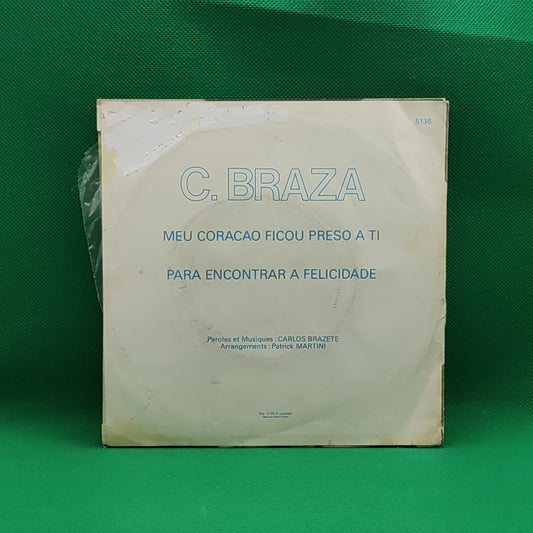 5136
C. BRAZA
MEU CORACAO FICOU PRESO A TI
PARA ENCONTRAR A FELICIDADE
Paroles et Musiques : CARLOS BRAZETE
Arrangements : Patrick MARTINI